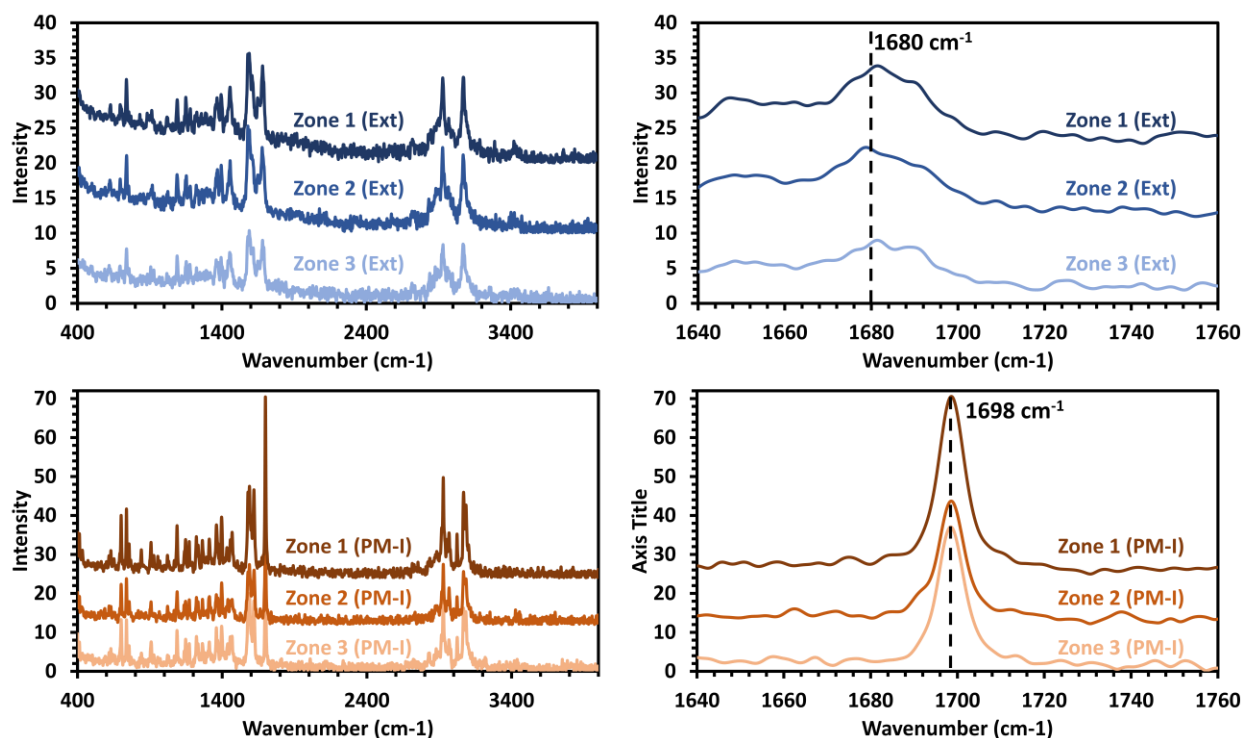 40
35
30
25
20
15
10
5
0
Intensity
Zone 1 (Ext)
Zone 2 (Ext)
Zone 3 (Ext)
400 1400 2400 3400
Wavenumber (cm-1)
40
35
30
25
20
15
10
5
0
Intensity
1680 cm⁻¹
Zone 1 (Ext)
Zone 2 (Ext)
Zone 3 (Ext)
1640 1660 1680 1700 1720 1740 1760
Wavenumber (cm-1)
70
60
50
40
30
20
10
0
Intensity
Zone 1 (PM-I)
Zone 2 (PM-I)
Zone 3 (PM-I)
400 1400 2400 3400
Wavenumber (cm-1)
70
60
50
40
30
20
10
0
Axis Title
1698 cm⁻¹
Zone 1 (PM-I)
Zone 2 (PM-I)
Zone 3 (PM-I)
1640 1660 1680 1700 1720 1740 1760
Wavenumber (cm-1)